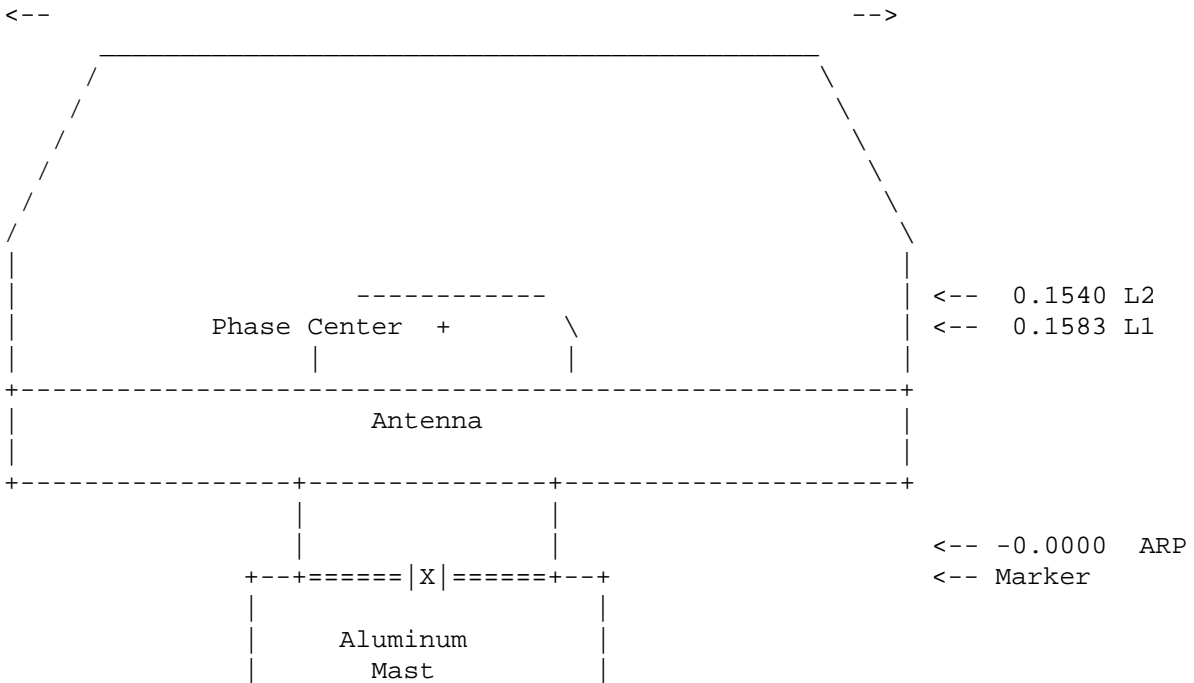 <-- -->
<-- 0.1540 L2
Phase Center + <-- 0.1583 L1
Antenna
<-- -0.0000 ARP
+--+======|X|======+--+ <-- Marker
Aluminum
Mast